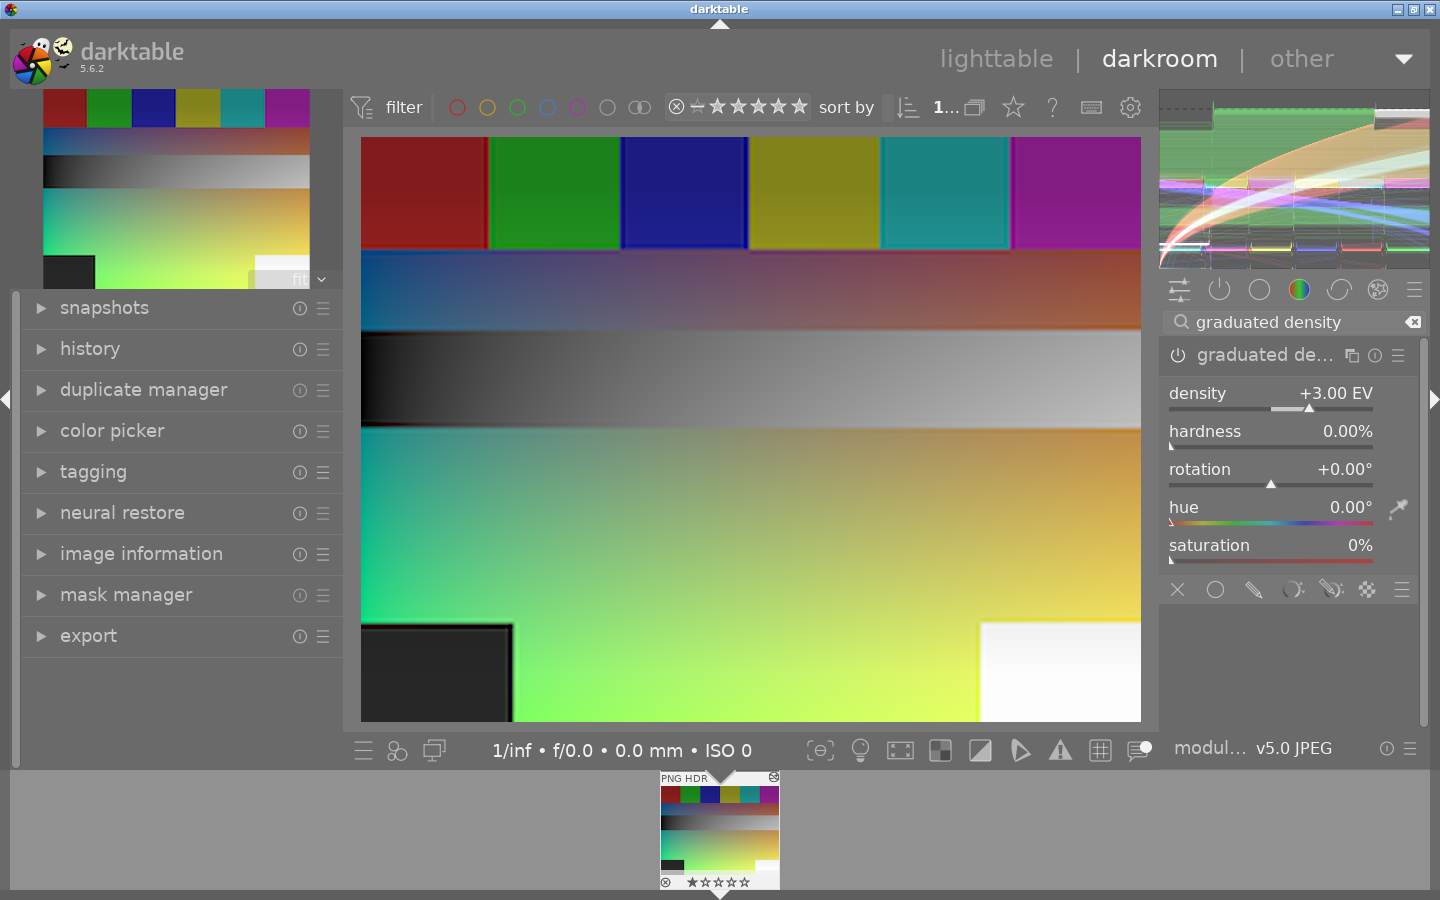 darktable
darktable
5.6.2
lighttable | darkroom | other
filter
sort by
1...
fit
snapshots
history
duplicate manager
color picker
tagging
neural restore
image information
mask manager
export
graduated density
graduated de...
density +3.00 EV
hardness 0.00%
rotation +0.00°
hue 0.00°
saturation 0%
1/inf • f/0.0 • 0.0 mm • ISO 0
modul... v5.0 JPEG
PNG HDR